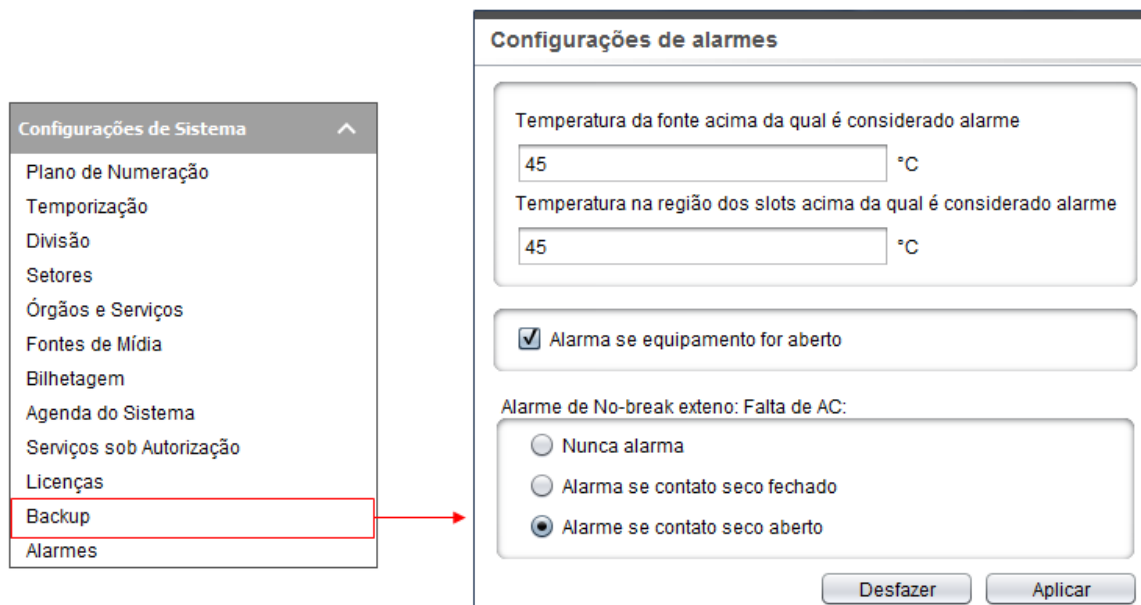 Configurações de Sistema
Plano de Numeração
Temporização
Divisão
Setores
Órgãos e Serviços
Fontes de Mídia
Bilhetagem
Agenda do Sistema
Serviços sob Autorização
Licenças
Backup
Alarmes
Configurações de alarmes
Temperatura da fonte acima da qual é considerado alarme
45 °C
Temperatura na região dos slots acima da qual é considerado alarme
45 °C
Alarma se equipamento for aberto
Alarme de No-break exteno: Falta de AC:
Nunca alarma
Alarma se contato seco fechado
Alarme se contato seco aberto
Desfazer Aplicar